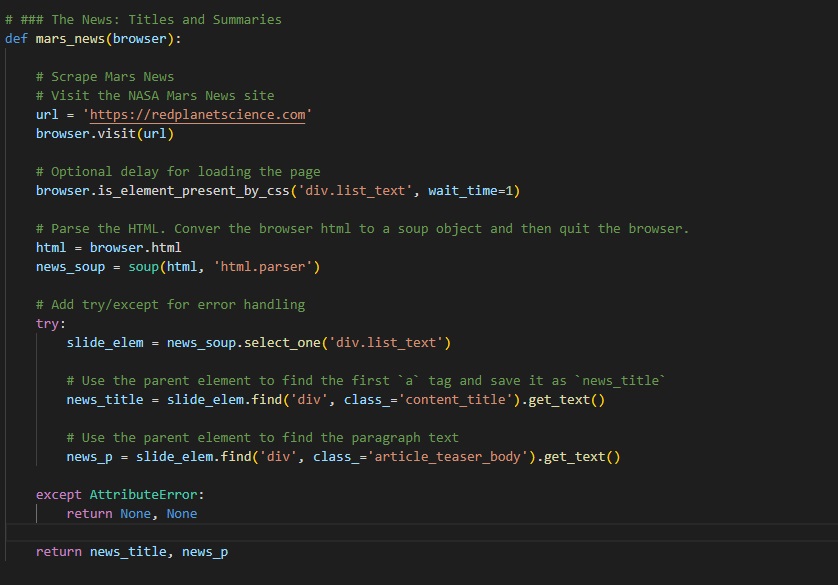 # ### The News: Titles and Summaries
def mars_news(browser):
# Scrape Mars News
# Visit the NASA Mars News site
url = 'https://redplanetscience.com'
browser.visit(url)
# Optional delay for loading the page
browser.is_element_present_by_css('div.list_text', wait_time=1)
# Parse the HTML. Conver the browser html to a soup object and then quit the browser.
html = browser.html
news_soup = soup(html, 'html.parser')
# Add try/except for error handling
try:
slide_elem = news_soup.select_one('div.list_text')
# Use the parent element to find the first `a` tag and save it as `news_title`
news_title = slide_elem.find('div', class_='content_title').get_text()
# Use the parent element to find the paragraph text
news_p = slide_elem.find('div', class_='article_teaser_body').get_text()
except AttributeError:
return None, None
return news_title, news_p